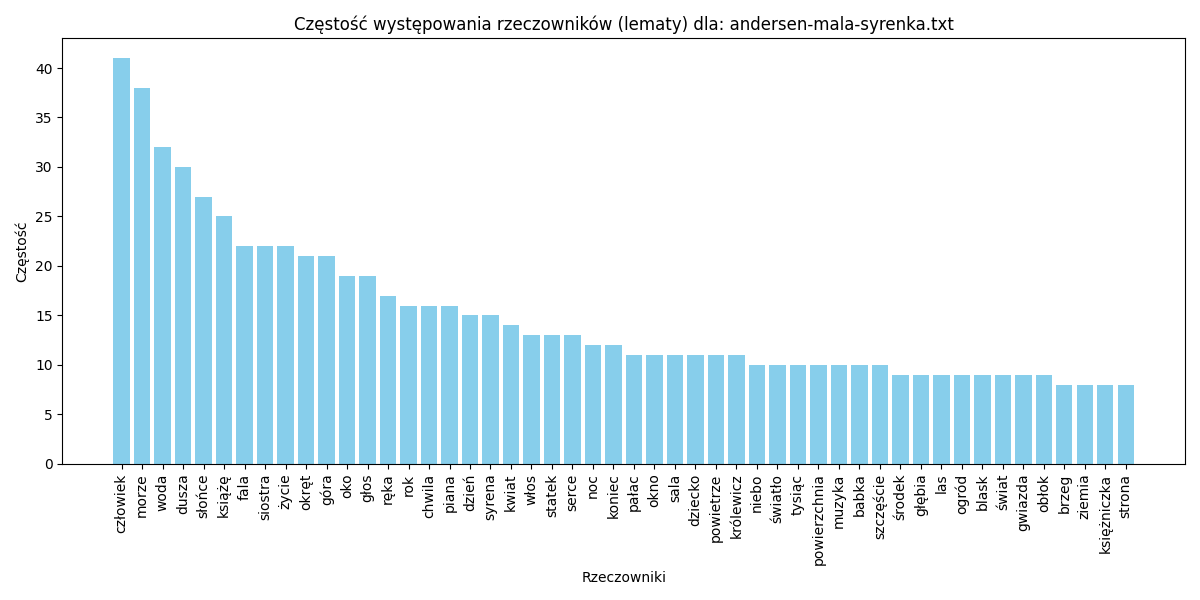 Częstość występowania rzeczowników (lematy) dla: andersen-mala-syrenka.txt
Częstość
40
35
30
25
20
15
10
5
0
człowiek
morze
woda
dusza
słońce
książę
fala
siostra
życie
okręt
góra
oko
głos
ręka
rok
chwila
piana
dzień
syrena
kwiat
włos
statek
serce
noc
koniec
pałac
okno
sala
dziecko
powietrze
królewicz
niebo
światło
tysiąc
powierzchnia
muzyka
babka
szczęście
środek
głębia
las
ogród
blask
świat
gwiazda
obłok
brzeg
ziemia
księżniczka
strona
Rzeczowniki